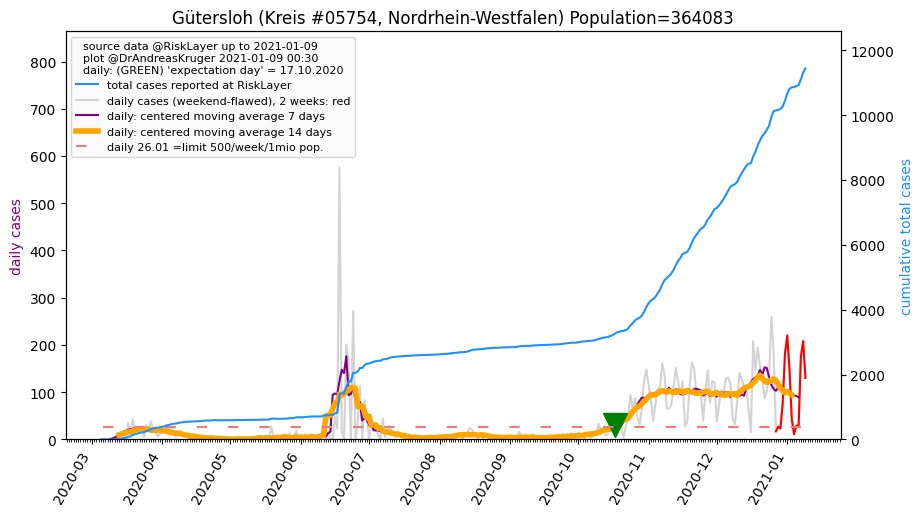 Gütersloh (Kreis #05754, Nordrhein-Westfalen) Population=364083
source data @RiskLayer up to 2021-01-09
plot @DrAndreasKruger 2021-01-09 00:30
daily: (GREEN) 'expectation day' = 17.10.2020
total cases reported at RiskLayer
daily cases (weekend-flawed), 2 weeks: red
daily: centered moving average 7 days
daily: centered moving average 14 days
daily 26.01 =limit 500/week/1mio pop.
daily cases
800
700
600
500
400
300
200
100
0
cumulative total cases
12000
10000
8000
6000
4000
2000
0
2020-03
2020-04
2020-05
2020-06
2020-07
2020-08
2020-09
2020-10
2020-11
2020-12
2021-01